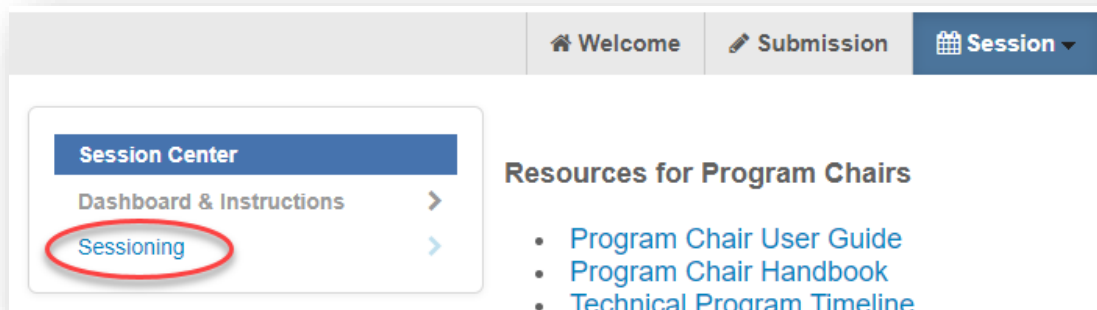 Welcome
Submission
Session
Session Center
Dashboard & Instructions
Sessioning
Resources for Program Chairs
• Program Chair User Guide
• Program Chair Handbook
• Technical Program Timeline